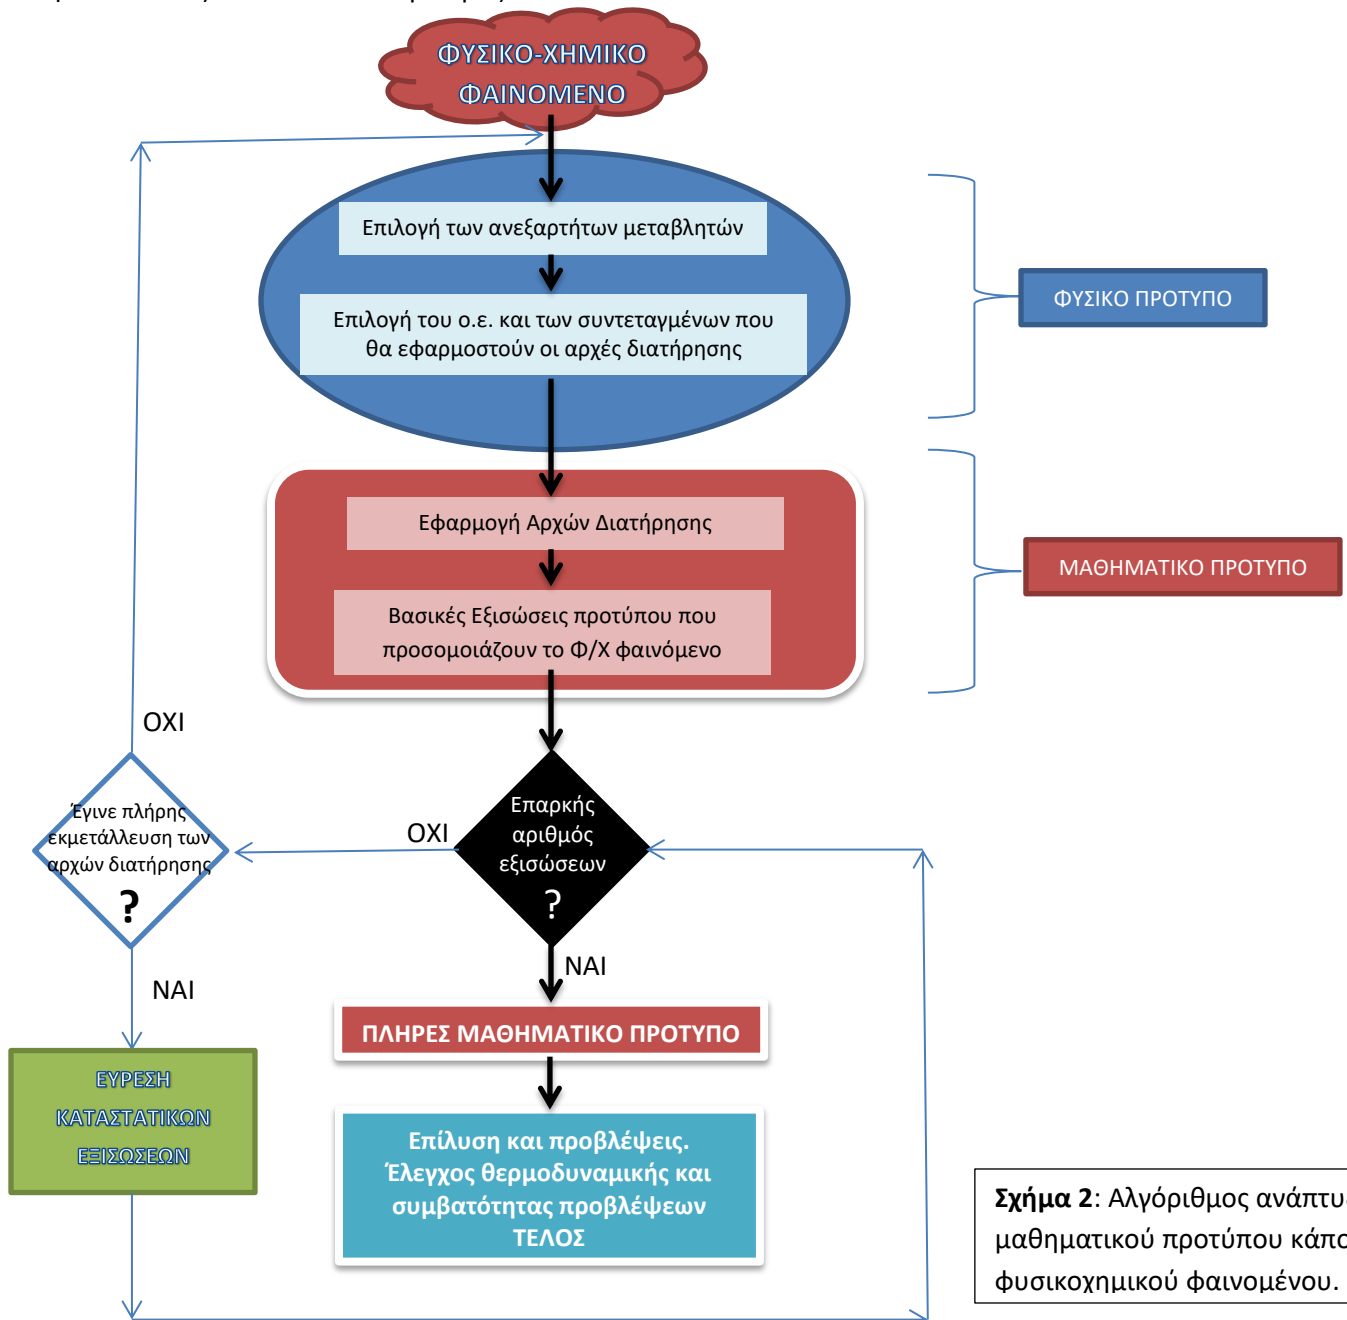 ΦΥΣΙΚΟ-ΧΗΜΙΚΟ
ΦΑΙΝΟΜΕΝΟ
Επιλογή των ανεξαρτήτων μεταβλητών
Επιλογή του ο.ε. και των συντεταγμένων που
θα εφαρμοστούν οι αρχές διατήρησης
ΦΥΣΙΚΟ ΠΡΟΤΥΠΟ
Εφαρμογή Αρχών Διατήρησης
Βασικές Εξισώσεις προτύπου που
προσομοιάζουν το Φ/Χ φαινόμενο
ΜΑΘΗΜΑΤΙΚΟ ΠΡΟΤΥΠΟ
ΟΧΙ
Έγινε πλήρης
εκμετάλλευση των
αρχών διατήρησης
?
ΟΧΙ
Επαρκής
αριθμός
εξισώσεων
?
ΝΑΙ
ΝΑΙ
ΠΛΗΡΕΣ ΜΑΘΗΜΑΤΙΚΟ ΠΡΟΤΥΠΟ
ΕΥΡΕΣΗ
ΚΑΤΑΣΤΑΤΙΚΩΝ
ΕΞΙΣΩΣΕΩΝ
Επίλυση και προβλέψεις.
Έλεγχος θερμοδυναμικής και
συμβατότητας προβλέψεων
ΤΕΛΟΣ
Σχήμα 2: Αλγόριθμος
μαθηματικού προτύπου
φυσικοχημικού φαινομένου.